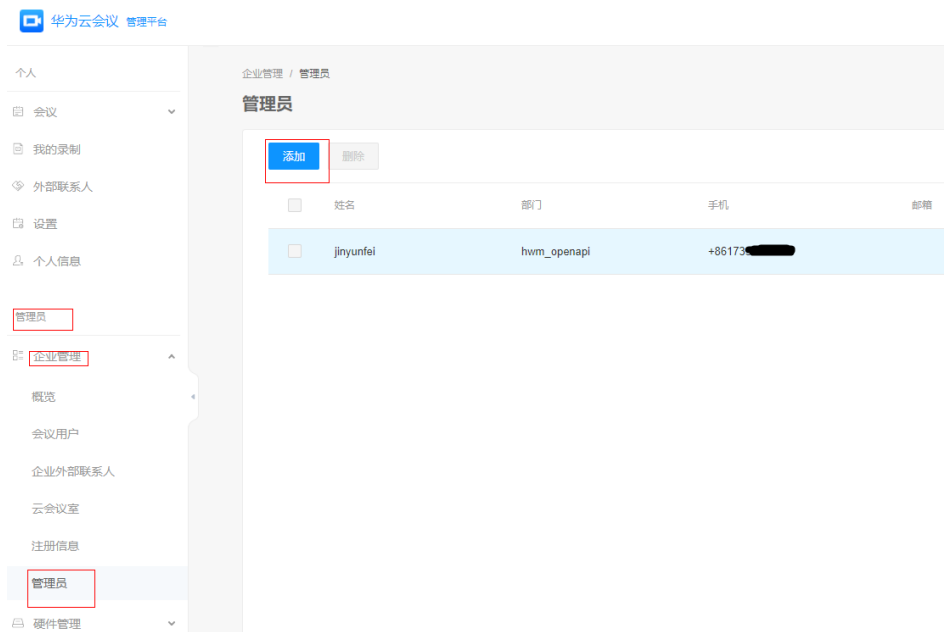 华为云会议 管理平台
个人
会议
我的录制
外部联系人
设置
个人信息
管理员
企业管理
概览
会议用户
企业外部联系人
云会议室
注册信息
管理员
硬件管理
企业管理 / 管理员
管理员
添加 删除
姓名 部门 手机 邮箱
jinyunfei hwm_openapi +86173